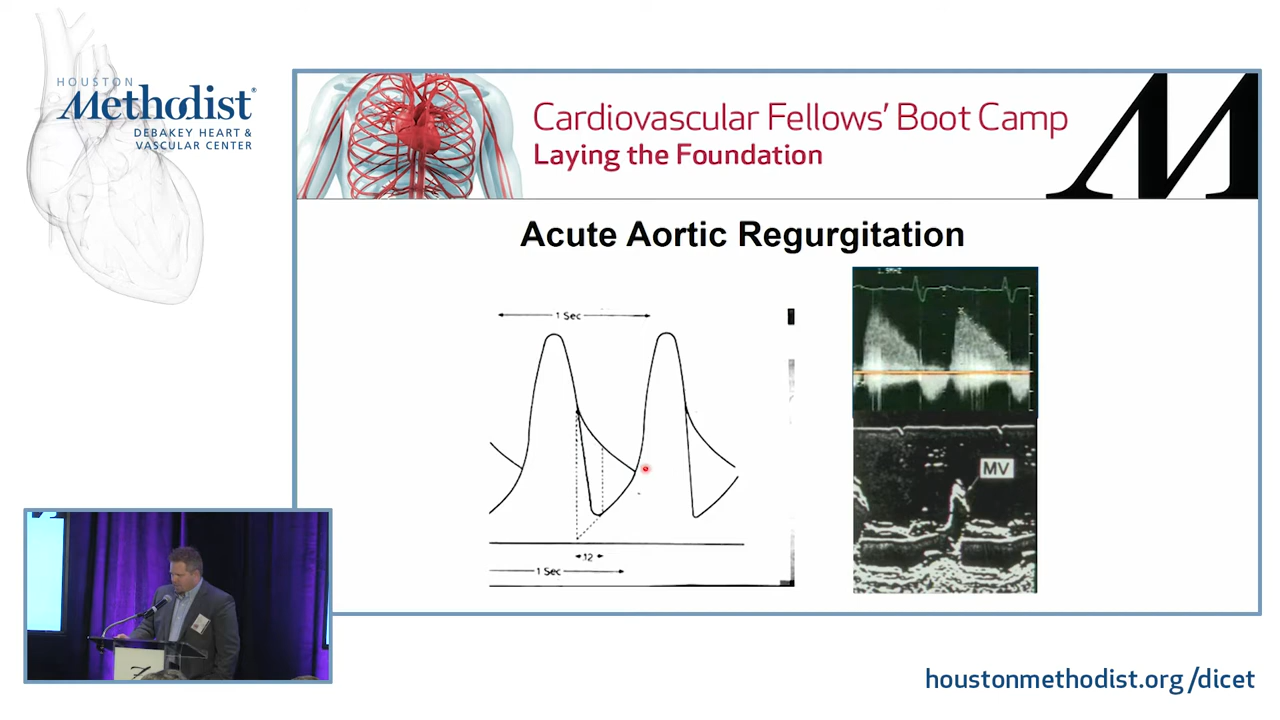 HOUSTON
Methodist®
DEBAKEY HEART &
VASCULAR CENTER
Cardiovascular Fellows' Boot Camp
Laying the Foundation
M
Acute Aortic Regurgitation
1 Sec
.12
1 Sec
MV
houstonmethodist.org/dicet